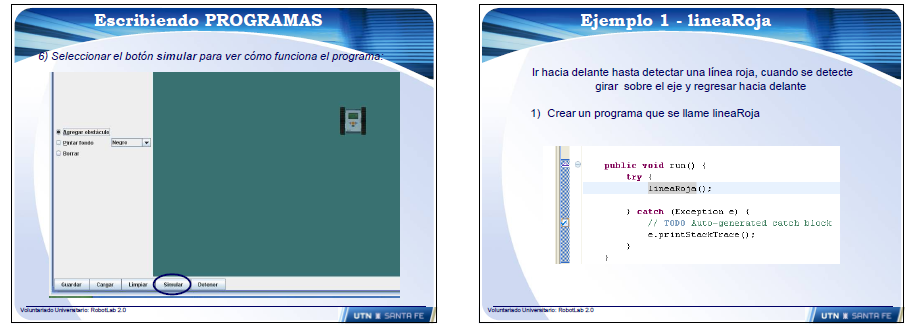 Escribiendo PROGRAMAS
6) Seleccionar el botón simular para ver cómo funciona el programa:
Agregar obstáculo
Pintar fondo Negro
Borrar
Guardar Cargar Limpiar Simular Detener
Voluntariado Universitario: RobotLab 2.0
UTN SANTA FE
Ejemplo 1 - lineaRoja
Ir hacia delante hasta detectar una línea roja, cuando se detecte
girar sobre el eje y regresar hacia delante
1) Crear un programa que se llame lineaRoja
public void run() {
try {
lineaRoja();
} catch (Exception e) {
// TODO Auto-generated catch block
e.printStackTrace();
}
}
Voluntariado Universitario: RobotLab 2.0
UTN SANTA FE